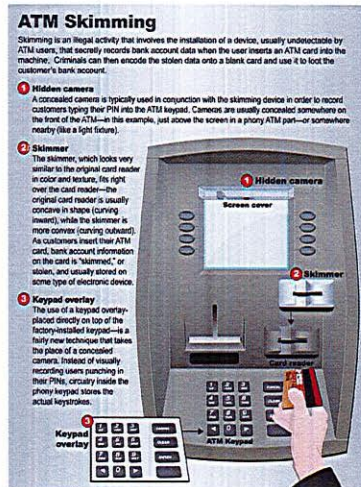 ATM Skimming
Skimming is an illegal activity that involves the installation of a device, usually undetectable by
ATM users, that secretly records bank account data when the user inserts an ATM card into the
machine. Criminals can then encode the stolen data onto a blank card and use it to loot the
customer's bank account.
1 Hidden camera
A concealed camera is typically used in conjunction with the skimming device in order to record
customers typing their PIN into the ATM keypad. Cameras are usually concealed somewhere on
the front of the ATM—in this example, just above the screen in a phony ATM part—or somewhere
nearby (like a light fixture).
2 Skimmer
The skimmer, which looks very
similar to the original card reader
in color and texture, fits right
over the card reader—the
original card reader is usually
concave in shape (curving
inward), while the skimmer is
more convex (curving outward).
As customers insert their ATM
card, bank account information
on the card is "skimmed," or
stolen, and usually stored on
some type of electronic device.
3 Keypad overlay
The use of a keypad overlay-
placed directly on top of the
factory-installed keypad—is a
fairly new technique that takes
the place of a concealed
camera. Instead of visually
recording users punching in
their PINs, circuitry inside the
phony keypad stores the
actual keystrokes.
1 Hidden camera
Screen cover
2 Skimmer
Card reader
3
Keypad
overlay
ATM Keypad